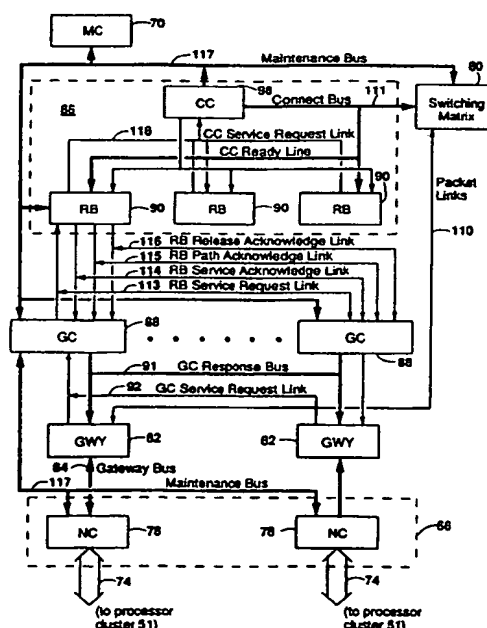 MC
70
117
Maintenance Bus
98
80
CC
Connect Bus
111
Switching
Matrix
118
CC Service Request Link
CC Ready Line
90
RB
90
RB
90
RB
Packet
Links
110
116 RB Release Acknowledge Link
115 RB Path Acknowledge Link
114 RB Service Acknowledge Link
113 RB Service Request Link
GC
88
GC
88
91
GC Response Bus
92 GC Service Request Link
GWY
82
82
GWY
84
Gateway Bus
117
Maintenance Bus
66
NC
78
78
NC
74
74
(to processor
cluster 51)
(to processor
cluster 51)